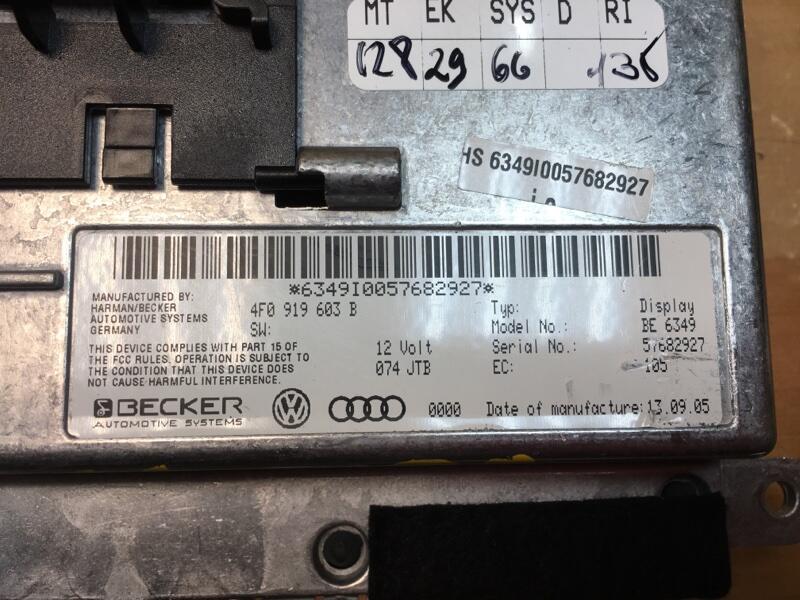 MT EK SYS D RI
128 29 66 136
HS 6349I0057682927
*6349I0057682927*
MANUFACTURED BY:
HARMAN/BECKER
AUTOMOTIVE SYSTEMS
GERMANY
4F0 919 603 B
SW:
THIS DEVICE COMPLIES WITH PART 15 OF
THE FCC RULES. OPERATION IS SUBJECT TO
THE CONDITION THAT THIS DEVICE DOES
NOT CAUSE HARMFUL INTERFERENCE.
12 Volt
074 JTB
Typ: Display
Model No.: BE 6349
Serial No.: 57682927
EC: 105
BECKER
AUTOMOTIVE SYSTEMS
0000 Date of manufacture: 13.09.05